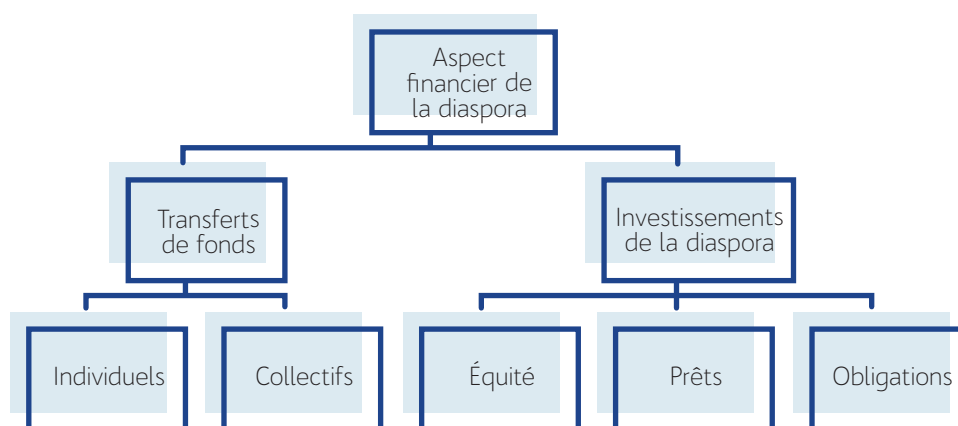 Aspect
financier de
la diaspora
Transferts
de fonds
Investissements
de la diaspora
Individuels
Collectifs
Équité
Prêts
Obligations